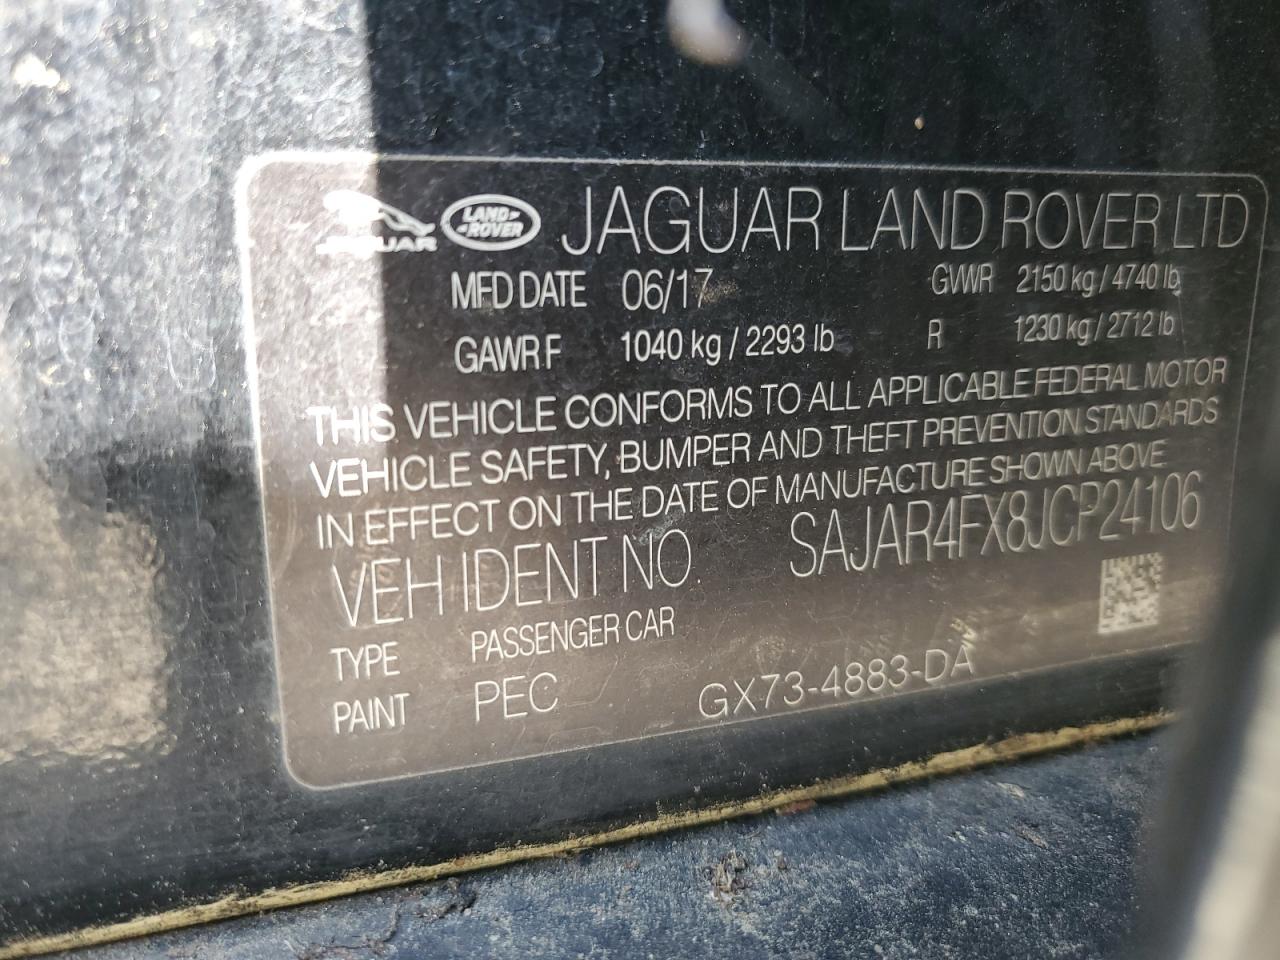 JAGUAR LAND ROVER JAGUAR LAND ROVER LTD
MFD DATE 06/17 GVWR 2150 kg / 4740 lb
GAWR F 1040 kg / 2293 lb R 1230 kg / 2712 lb
THIS VEHICLE CONFORMS TO ALL APPLICABLE FEDERAL MOTOR
VEHICLE SAFETY, BUMPER AND THEFT PREVENTION STANDARDS
IN EFFECT ON THE DATE OF MANUFACTURE SHOWN ABOVE
VEH IDENT NO. SAJAR4FX8JCP24106
TYPE PASSENGER CAR
PAINT PEC GX73-4883-DA